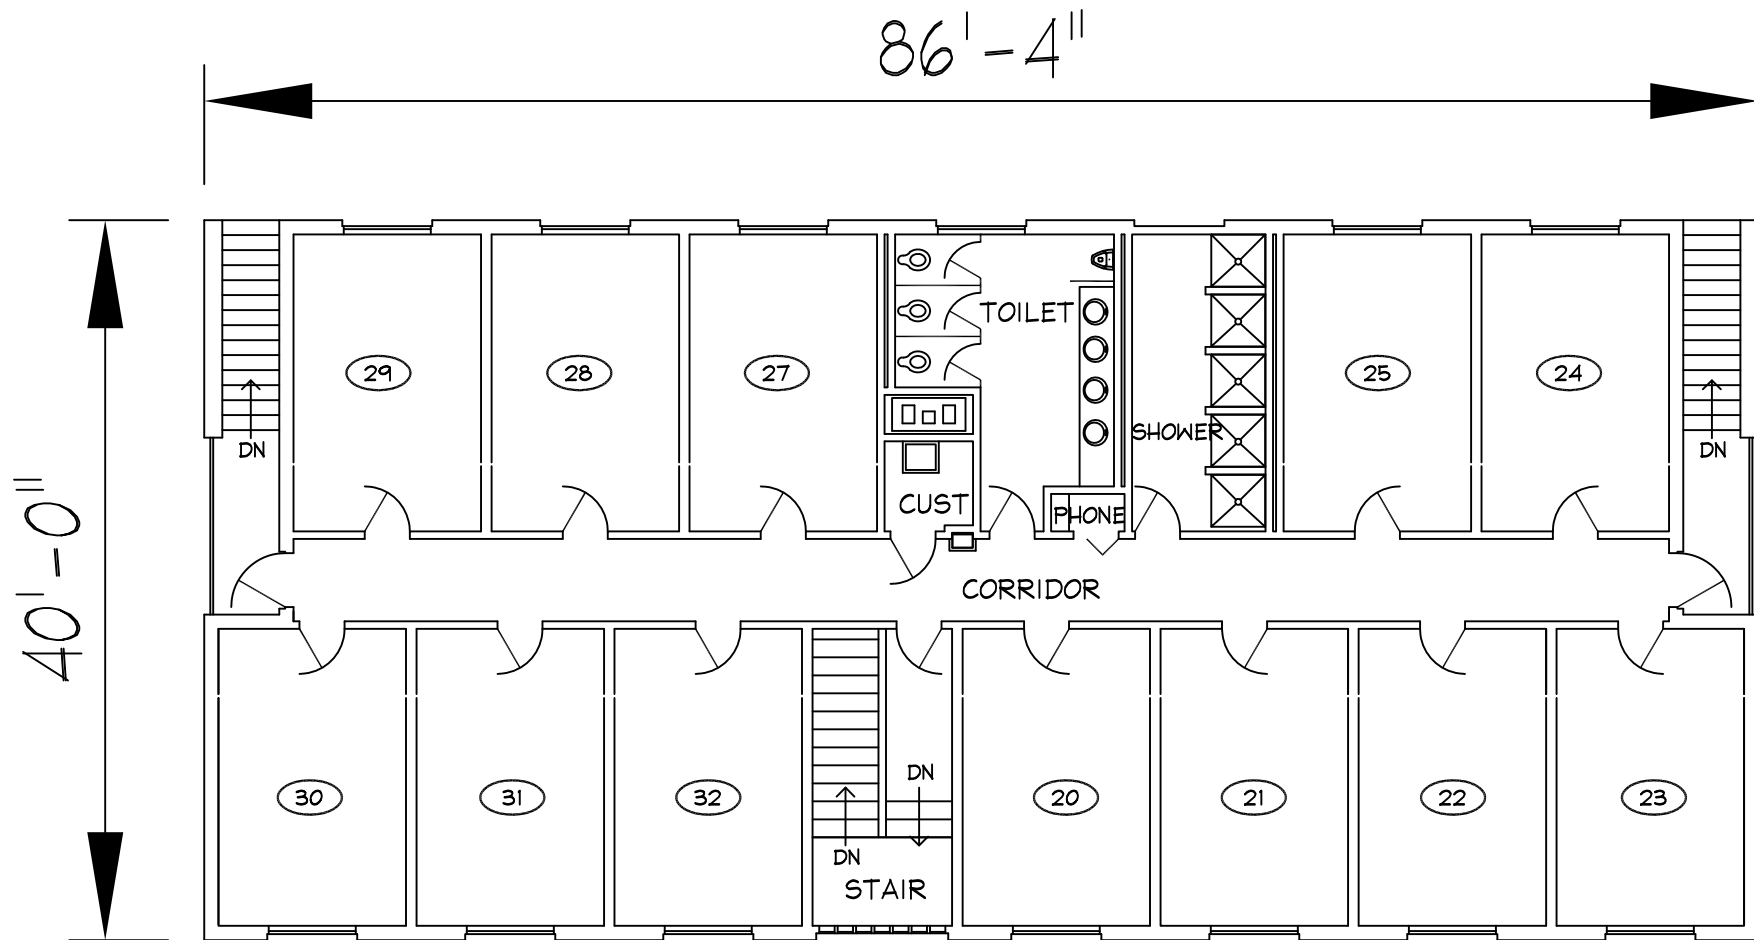 86'-4"
40'-0"
TOILET
29
28
27
25
24
SHOWER
DN
DN
CUST
PHONE
CORRIDOR
DN
30
31
32
20
21
22
23
DN
STAIR